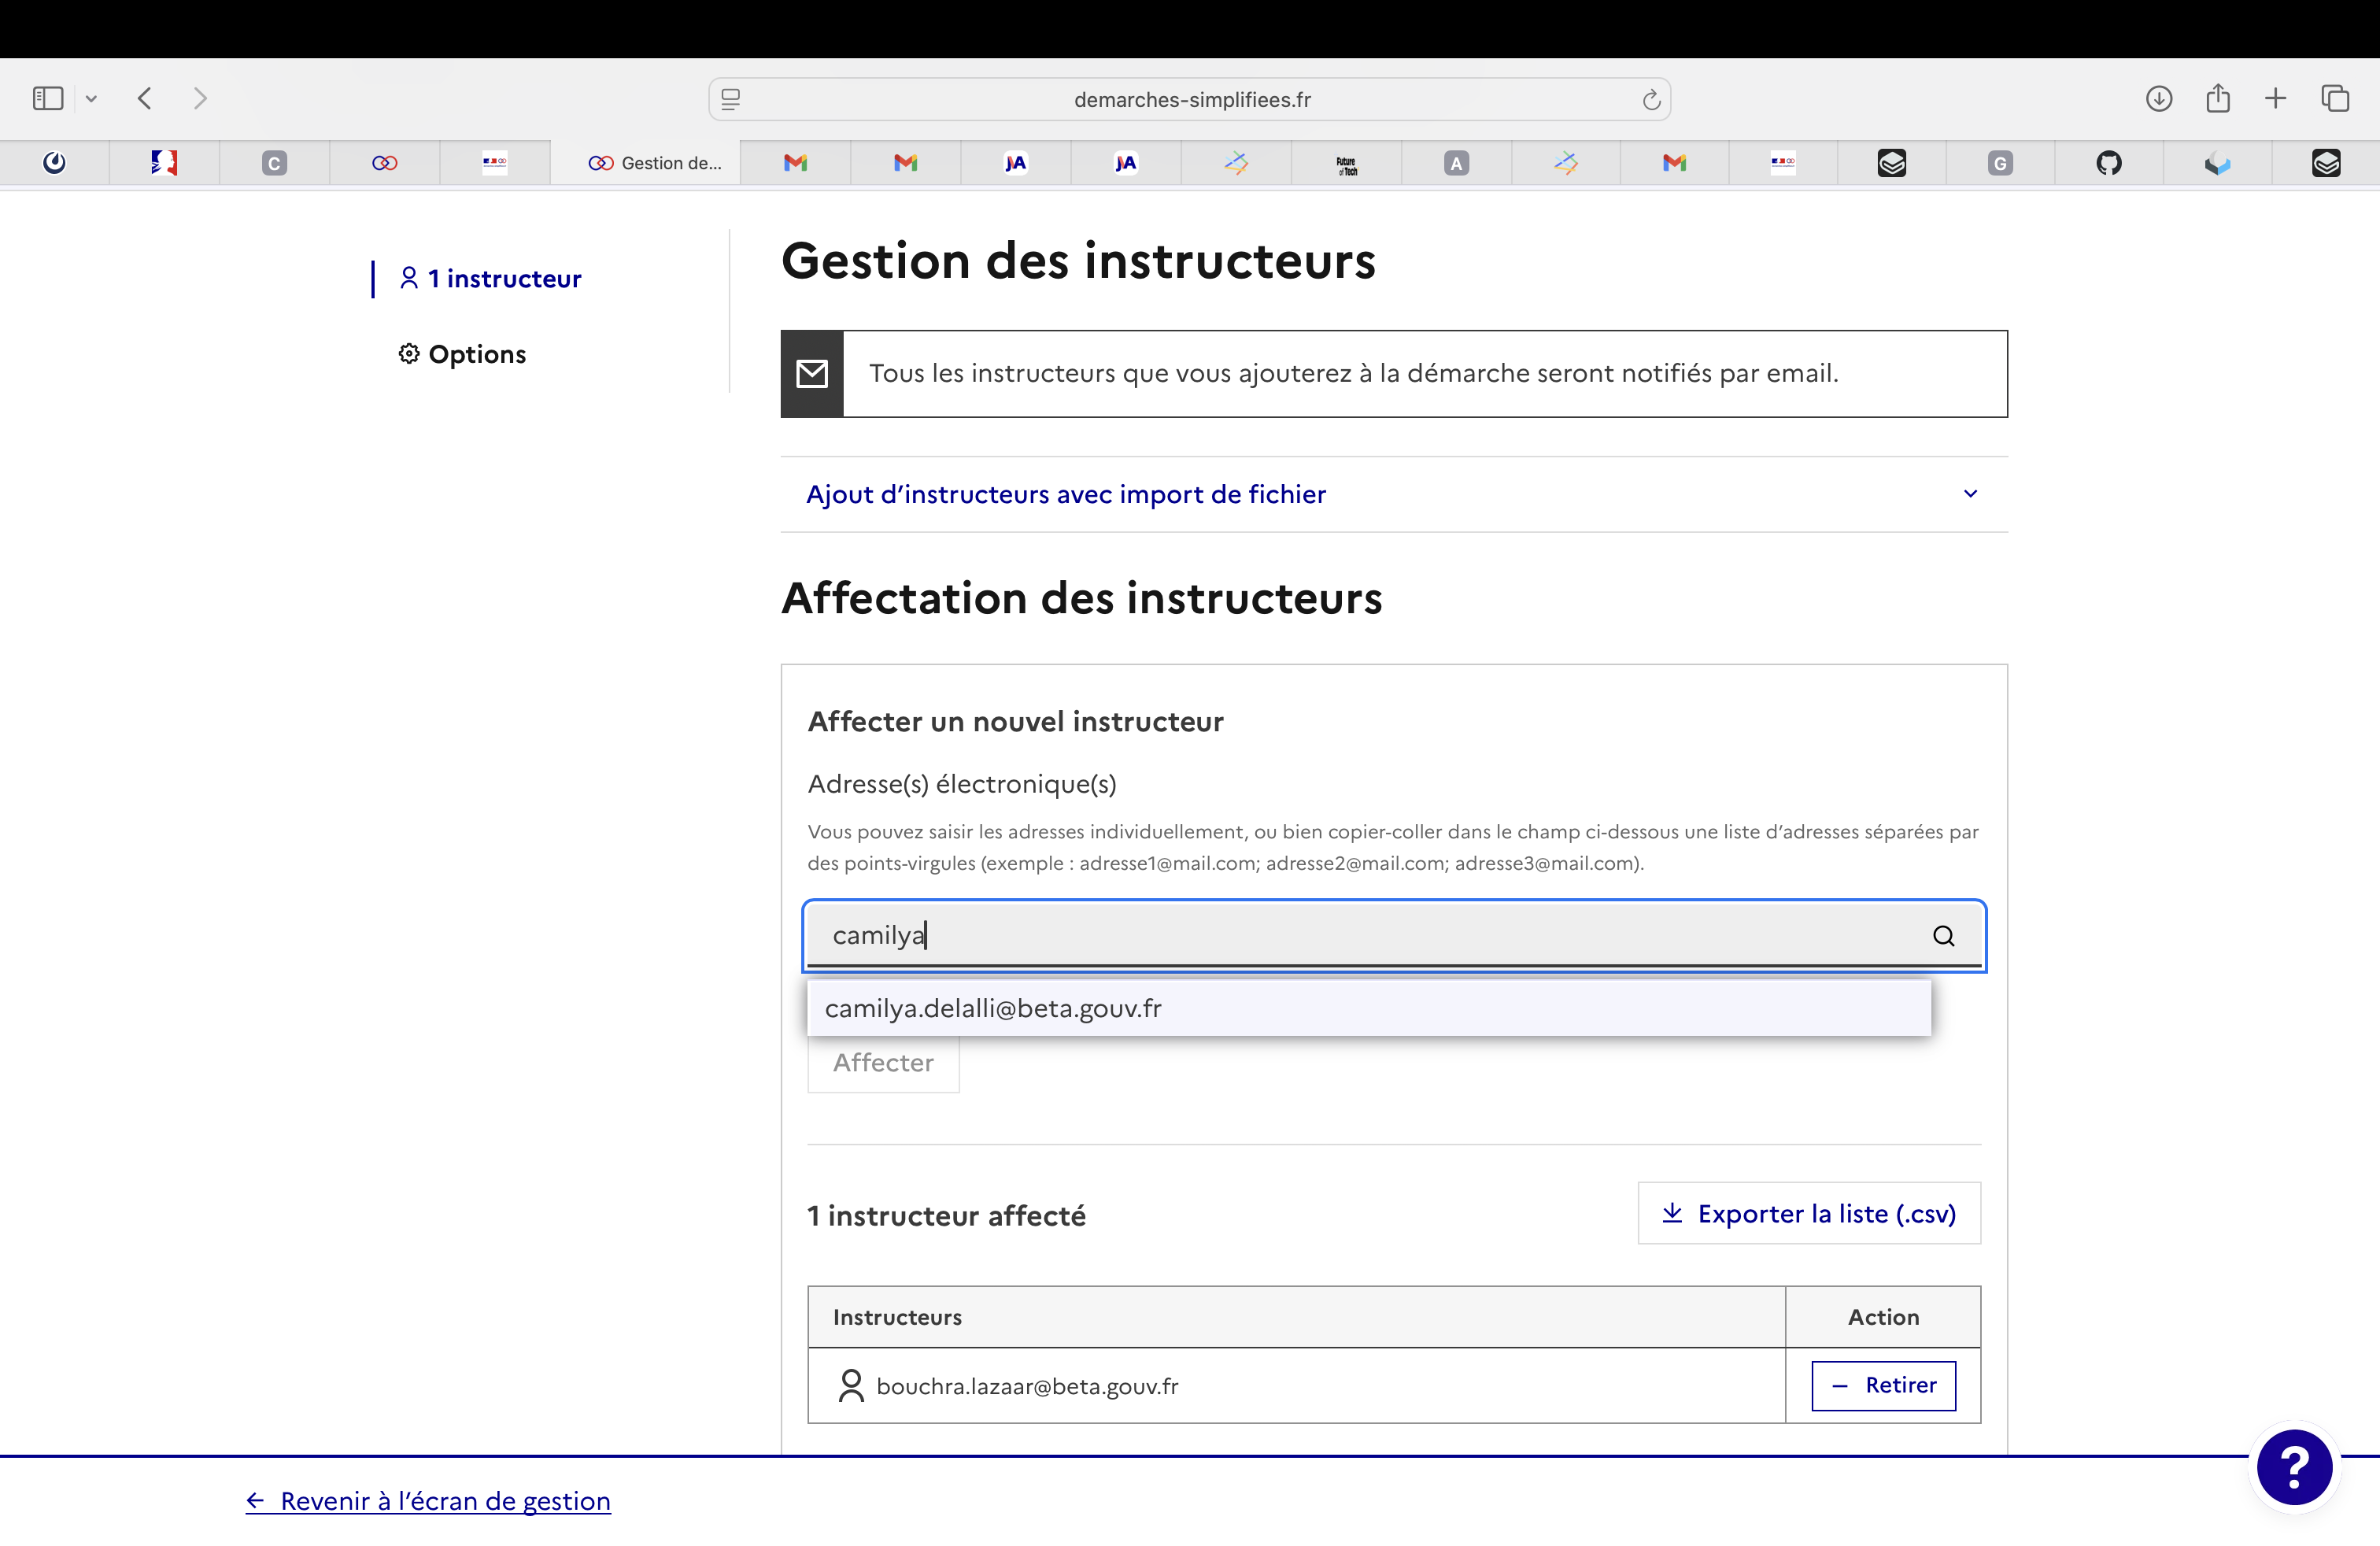 demarches-simplifiees.fr
C
Gestion de...
JVA
JVA
Future
of Tech
A
G
1 instructeur
Options
Gestion des instructeurs
Tous les instructeurs que vous ajouterez à la démarche seront notifiés par email.
Ajout d’instructeurs avec import de fichier
Affectation des instructeurs
Affecter un nouvel instructeur
Adresse(s) électronique(s)
Vous pouvez saisir les adresses individuellement, ou bien copier-coller dans le champ ci-dessous une liste d’adresses séparées par
des points-virgules (exemple : adresse1@mail.com; adresse2@mail.com; adresse3@mail.com).
camilya
camilya.delalli@beta.gouv.fr
Affecter
1 instructeur affecté
Exporter la liste (.csv)
Instructeurs
Action
bouchra.lazaar@beta.gouv.fr
Retirer
← Revenir à l’écran de gestion
?